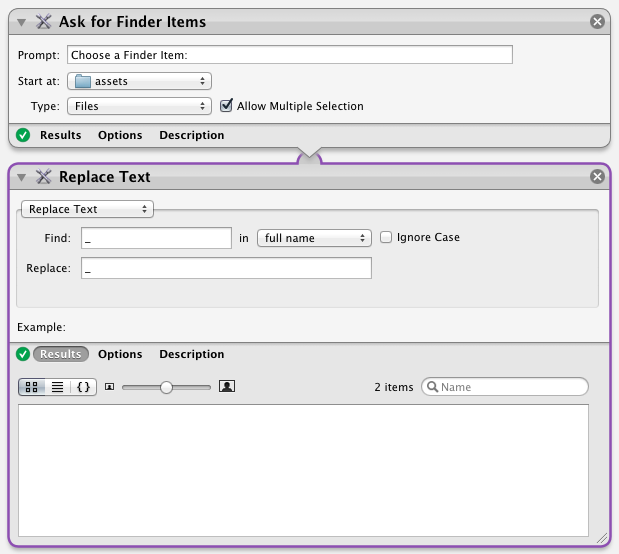 Ask for Finder Items
Prompt: Choose a Finder Item:
Start at: assets
Type: Files Allow Multiple Selection
Results Options Description
Replace Text
Replace Text
Find: _ in full name Ignore Case
Replace: _
Example:
Results Options Description
{} 2 items Name